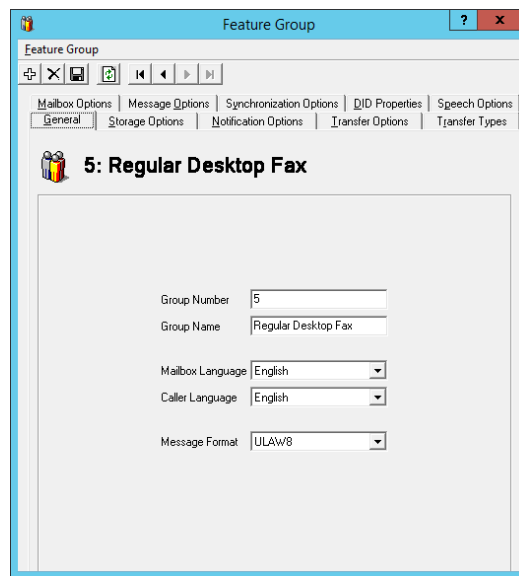 Feature Group
? x
Feature Group
Mailbox Options Message Options Synchronization Options DID Properties Speech Options
General Storage Options Notification Options Transfer Options Transfer Types
5: Regular Desktop Fax
Group Number 5
Group Name Regular Desktop Fax
Mailbox Language English
Caller Language English
Message Format ULAW8